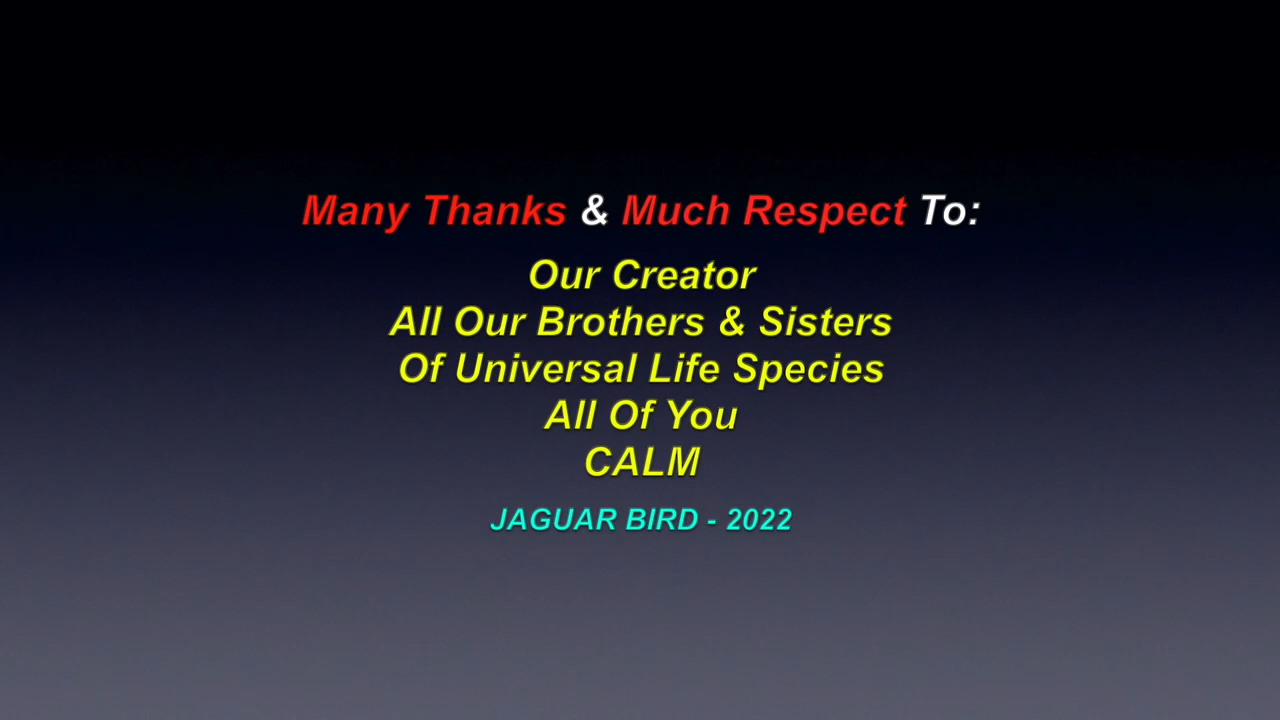 Many Thanks & Much Respect To:
Our Creator
All Our Brothers & Sisters
Of Universal Life Species
All Of You
CALM
JAGUAR BIRD - 2022